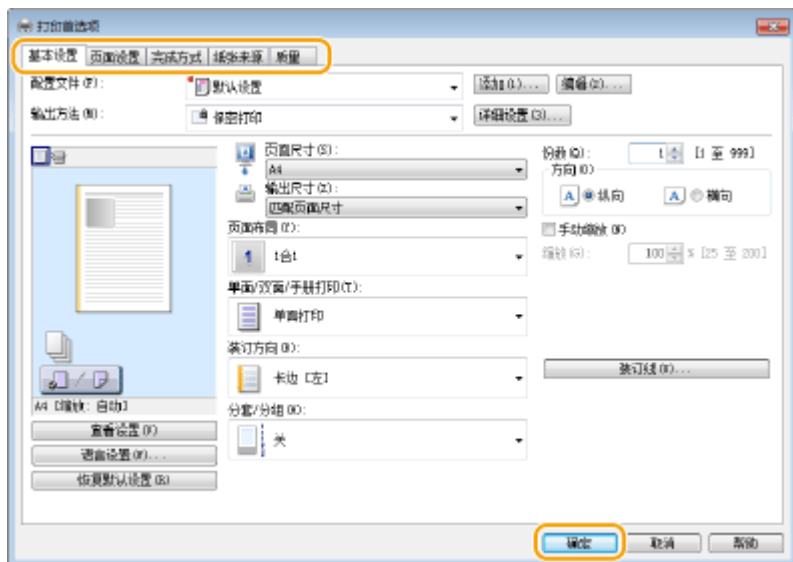 打印首选项
基本设置 页面设置 完成方式 纸张来源 质量
配置文件(F): 默认设置 添加(1)... 编辑(2)...
输出方法(M): 保密打印 详细设置(3)...
页面尺寸(S): 份数(Q): 1 [1 至 999]
A4 方向(O)
输出尺寸(Z): A 纵向 A 横向
匹配页面尺寸
页面布局(Y): 手动缩放(W)
1 1合1 缩放(G): 100 % [25 至 200]
单面/双面/手册打印(T):
单面打印
装订方向(B):
长边 [左] 装订线(U)...
A4 [缩放: 自动] 分套/分组(X):
查看设置(V) 关
语言设置(#)...
恢复默认设置(R)
确定 取消 帮助